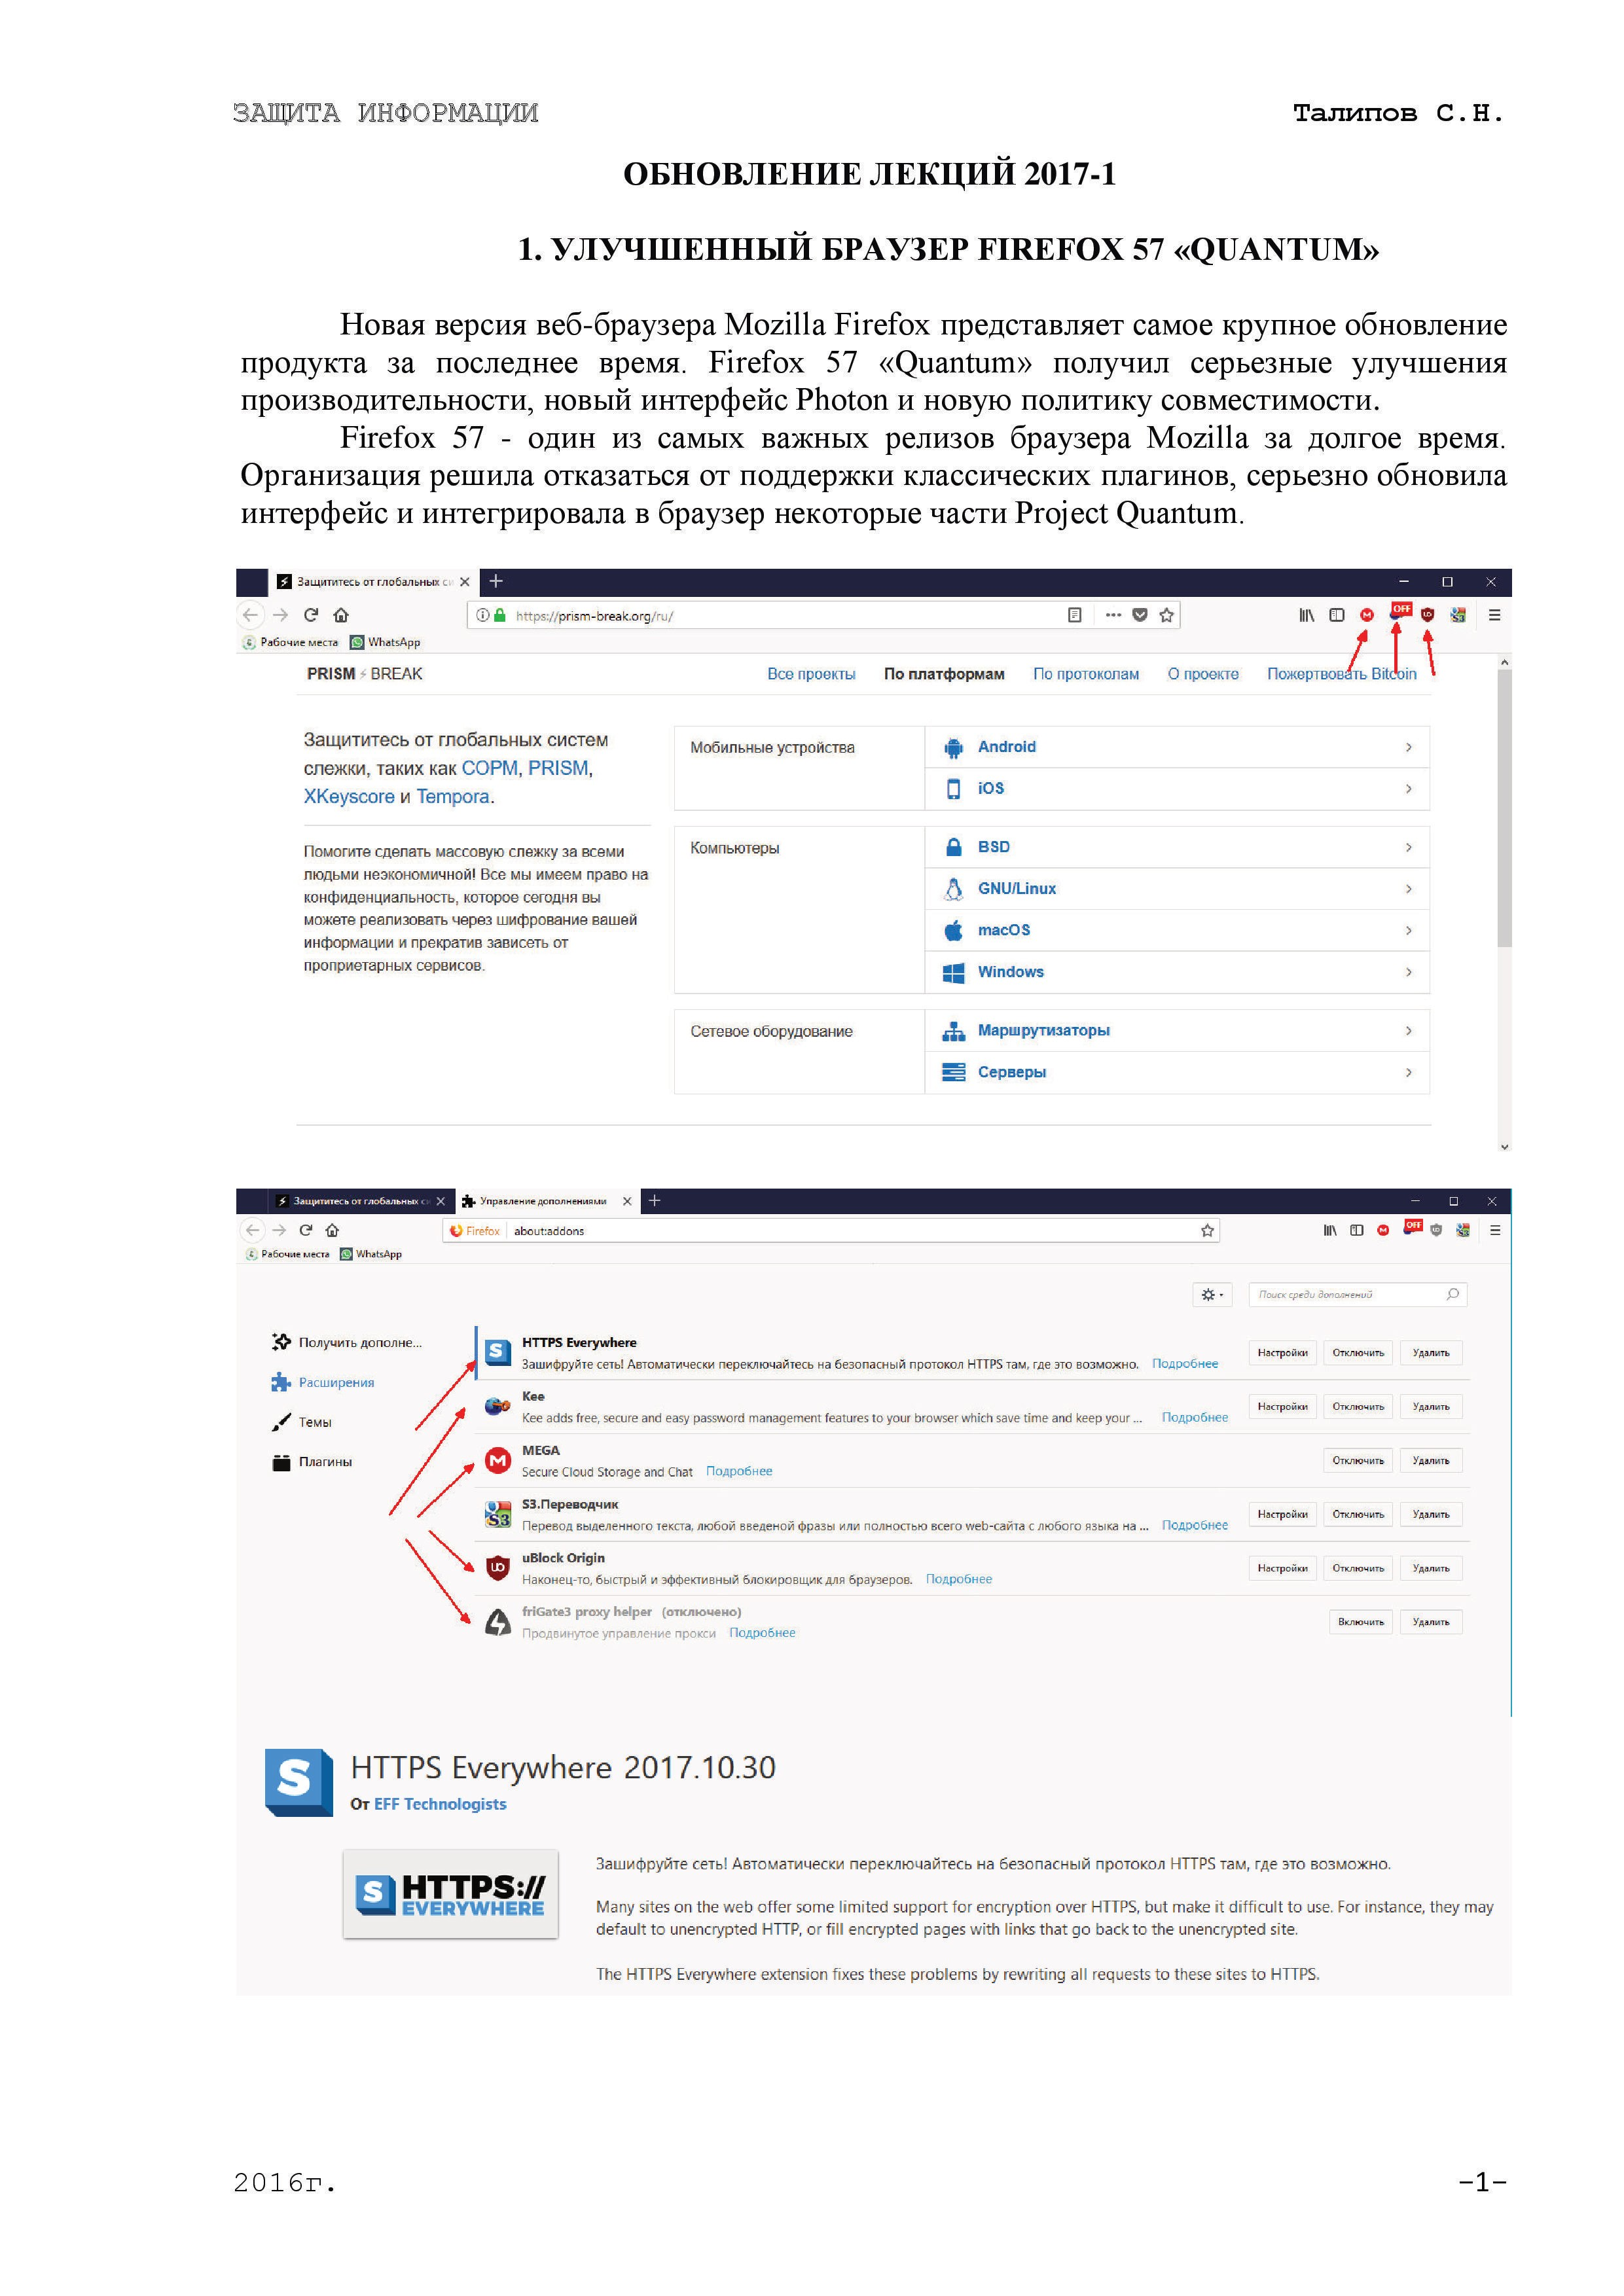 ЗАЩИТА ИНФОРМАЦИИ Талипов С.Н.
ОБНОВЛЕНИЕ ЛЕКЦИЙ 2017-1
1. УЛУЧШЕННЫЙ БРАУЗЕР FIREFOX 57 «QUANTUM»
Новая версия веб-браузера Mozilla Firefox представляет самое крупное обновление
продукта за последнее время. Firefox 57 «Quantum» получил серьезные улучшения
производительности, новый интерфейс Photon и новую политику совместимости.
Firefox 57 - один из самых важных релизов браузера Mozilla за долгое время.
Организация решила отказаться от поддержки классических плагинов, серьезно обновила
интерфейс и интегрировала в браузер некоторые части Project Quantum.
Защититесь от глобальных си
https://prism-break.org/ru/
OFF
Рабочие места WhatsApp
PRISM BREAK Все проекты По платформам По протоколам О проекте Пожертвовать Bitcoin
Защититесь от глобальных систем
слежки, таких как СОРМ, PRISM,
XKeyscore и Tempora.
Помогите сделать массовую слежку за всеми
людьми неэкономичной! Все мы имеем право на
конфиденциальность, которое сегодня вы
можете реализовать через шифрование вашей
информации и прекратив зависеть от
проприетарных сервисов.
Мобильные устройства
Android
iOS
Компьютеры
BSD
GNU/Linux
macOS
Windows
Сетевое оборудование
Маршрутизаторы
Серверы
Защититесь от глобальных си Управление дополнениями
Firefox about:addons
OFF
Рабочие места WhatsApp
Поиск среди дополнений
Получить дополне...
Расширения
Темы
Плагины
HTTPS Everywhere
Зашифруйте сеть! Автоматически переключайтесь на безопасный протокол HTTPS там, где это возможно. Подробнее
Настройки Отключить Удалить
Kee
Kee adds free, secure and easy password management features to your browser which save time and keep your ... Подробнее
Настройки Отключить Удалить
MEGA
Secure Cloud Storage and Chat Подробнее
Отключить Удалить
S3.Переводчик
Перевод выделенного текста, любой введеной фразы или полностью всего web-сайта с любого языка на ... Подробнее
Настройки Отключить Удалить
uBlock Origin
Наконец-то, быстрый и эффективный блокировщик для браузеров. Подробнее
Настройки Отключить Удалить
friGate3 proxy helper (отключено)
Продвинутое управление прокси Подробнее
Включить Удалить
HTTPS Everywhere 2017.10.30
От EFF Technologists
S HTTPS://
EVERYWHERE
Зашифруйте сеть! Автоматически переключайтесь на безопасный протокол HTTPS там, где это возможно.
Many sites on the web offer some limited support for encryption over HTTPS, but make it difficult to use. For instance, they may
default to unencrypted HTTP, or fill encrypted pages with links that go back to the unencrypted site.
The HTTPS Everywhere extension fixes these problems by rewriting all requests to these sites to HTTPS.
2016г. -1-